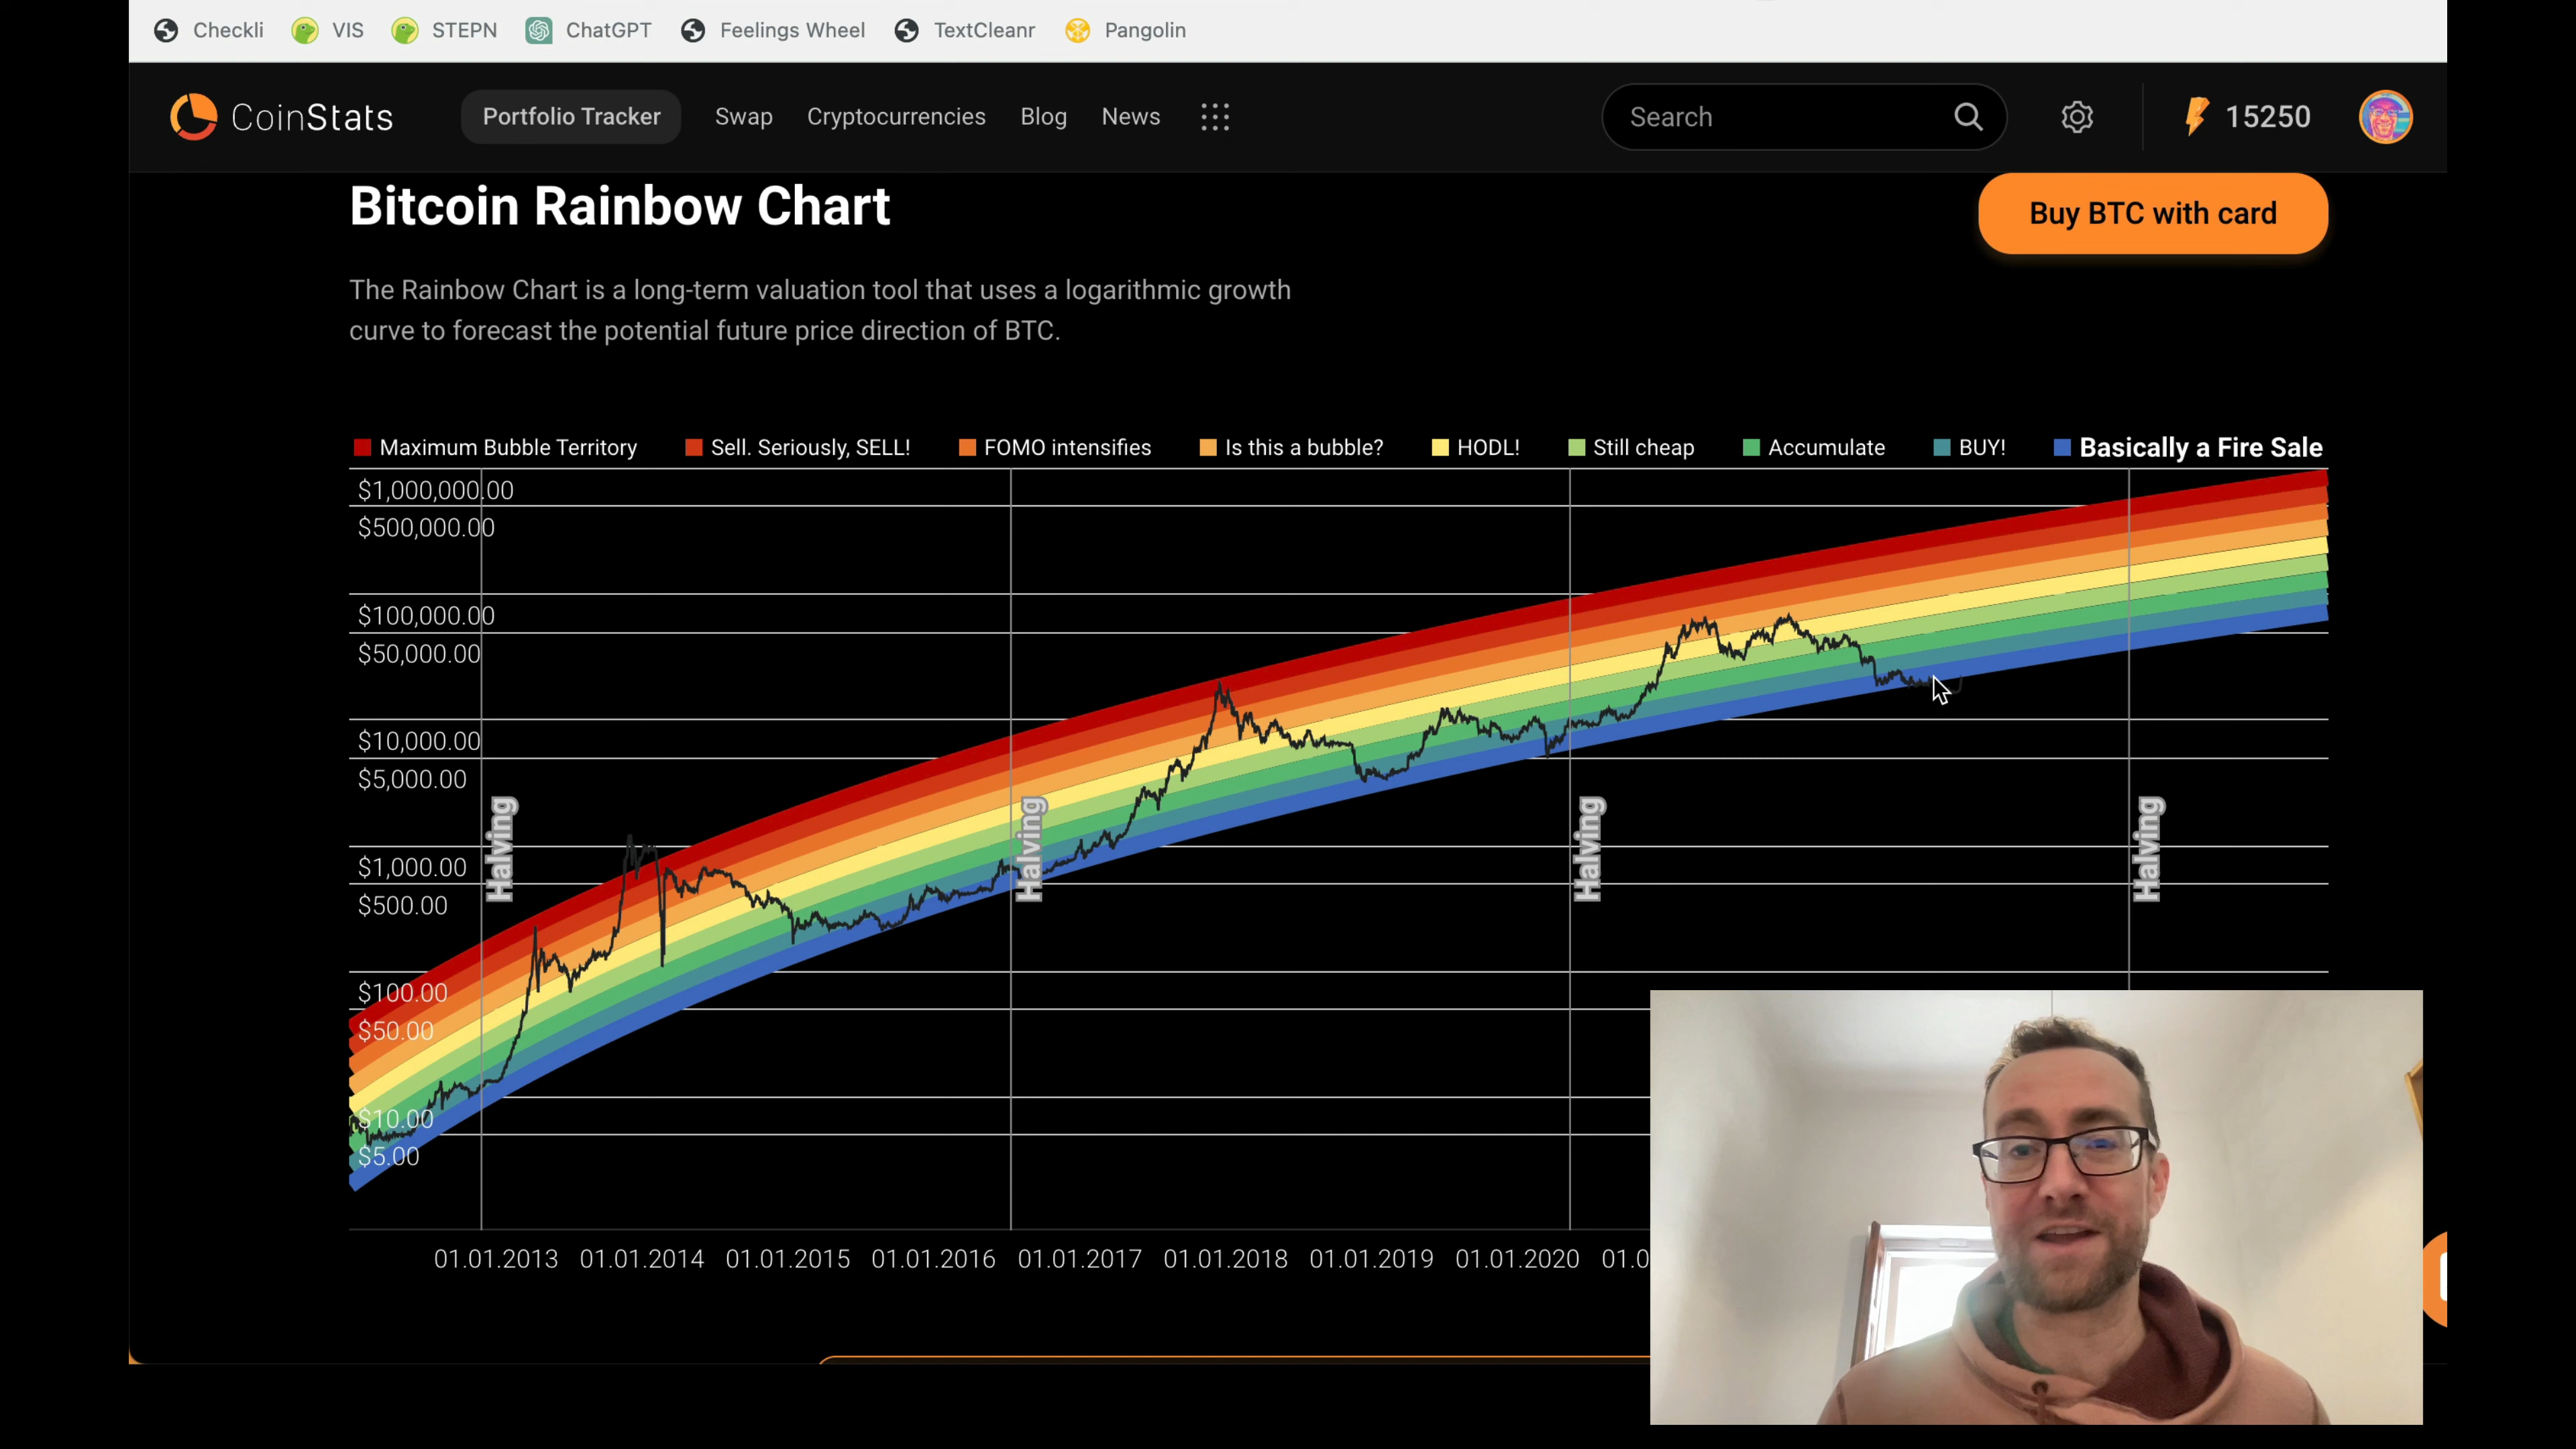 Checkli VIS STEPN ChatGPT Feelings Wheel TextCleanr Pangolin
CoinStats Portfolio Tracker Swap Cryptocurrencies Blog News Search 15250
Bitcoin Rainbow Chart
Buy BTC with card
The Rainbow Chart is a long-term valuation tool that uses a logarithmic growth
curve to forecast the potential future price direction of BTC.
Maximum Bubble Territory Sell. Seriously, SELL! FOMO intensifies Is this a bubble? HODL! Still cheap Accumulate BUY! Basically a Fire Sale
$1,000,000.00
$500,000.00
$100,000.00
$50,000.00
$10,000.00
$5,000.00
Halving Halving Halving Halving
$1,000.00
$500.00
$100.00
$50.00
$10.00
$5.00
01.01.2013 01.01.2014 01.01.2015 01.01.2016 01.01.2017 01.01.2018 01.01.2019 01.01.2020 01.0